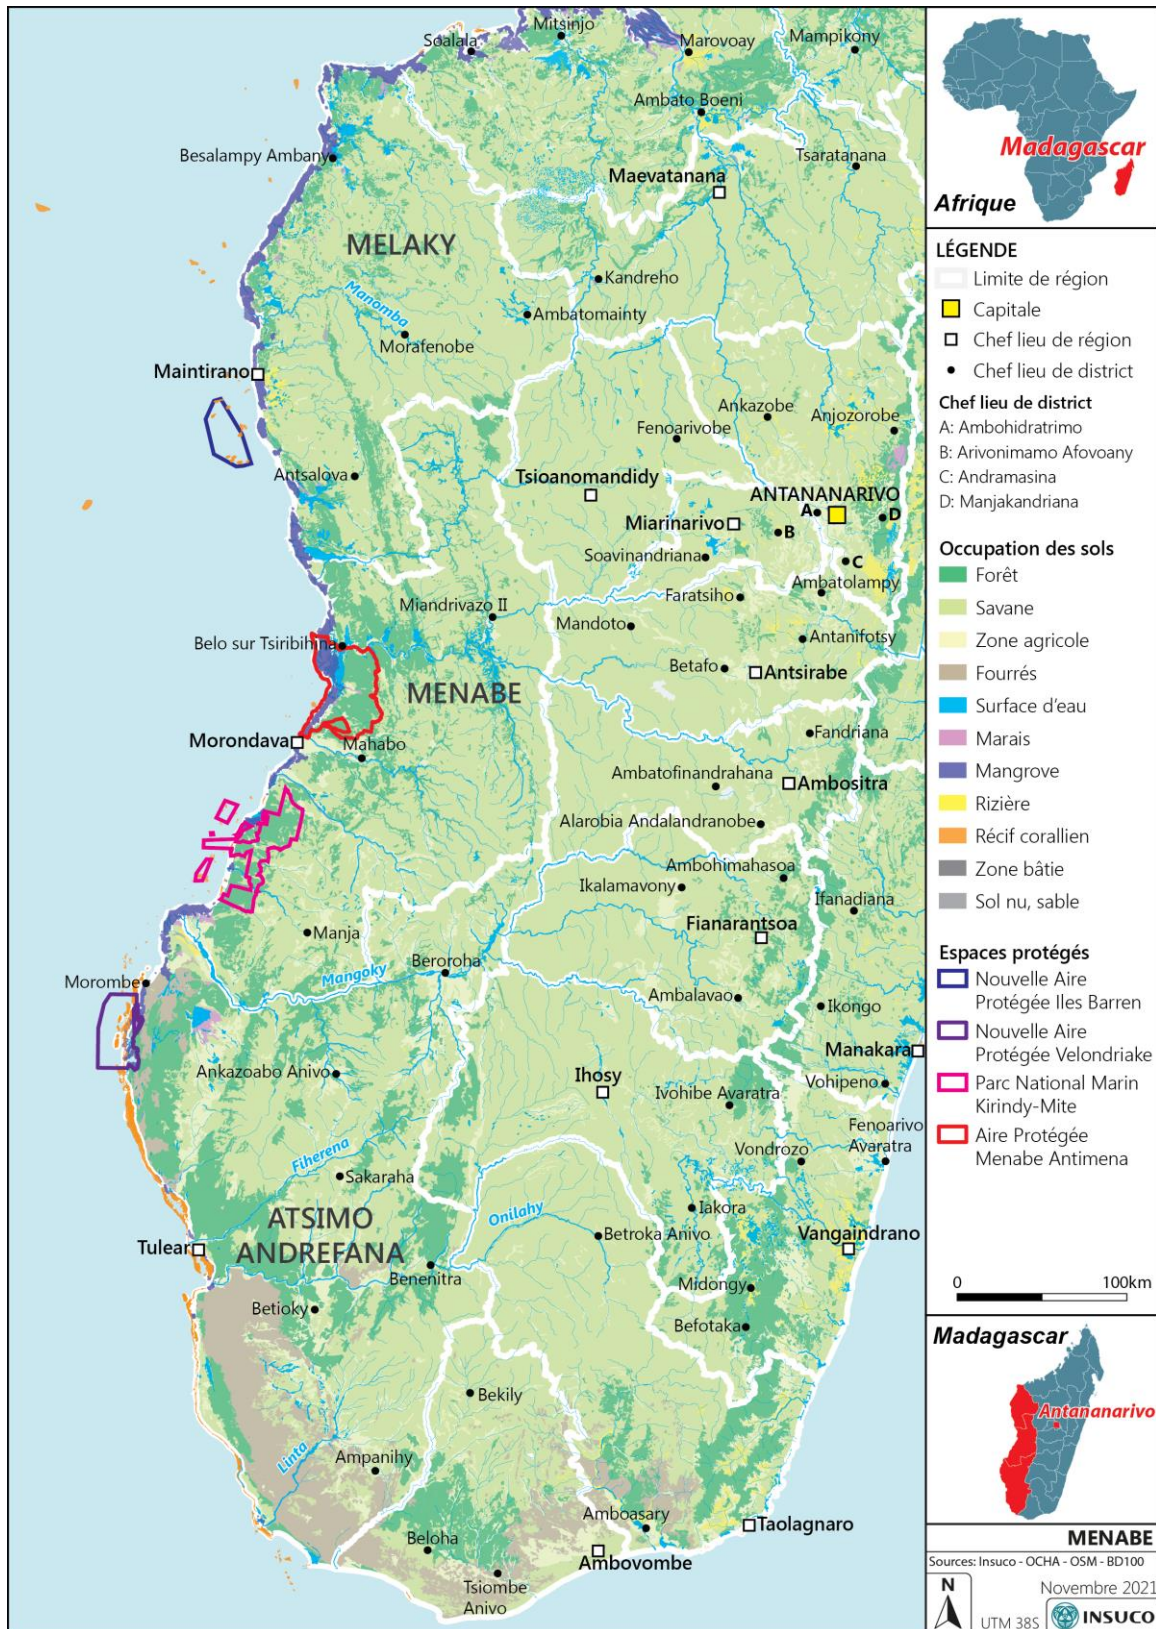 Mitsinjo
Soalala
Marovoay
Mampikony
Ambato Boeni
Besalampy Ambany
Tsaratanana
Maevatanana
MELAKY
Kandreho
Manomba
Ambatomainty
Morafenobe
Maintirano
Ankazobe
Anjozorobe
Fenoarivobe
Antsalova
Tsioanomandidy
ANTANANARIVO
A
D
Miarinarivo
B
Soavinandriana
C
Ambatolampy
Miandrivazo II
Faratsiho
Mandoto
Belo sur Tsiribihina
Antanifotsy
Betafo
Antsirabe
MENABE
Morondava
Mahabo
Fandriana
Ambatofinandrahana
Ambositra
Alarobia Andalandranobe
Ambohimahasoa
Ikalamavony
Ifanadiana
Fianarantsoa
Manja
Beroroha
Mangoky
Morombe
Ambalavao
Ikongo
Manakara
Ankazoabo Anivo
Ihosy
Vohipeno
Ivohibe Avaratra
Fenoarivo
Avaratra
Vondrozo
Fiherena
Sakaraha
Iakora
ATSIMO
ANDREFANA
Onilahy
Betroka Anivo
Vangaindrano
Tulear
Benenitra
Midongy
Betioky
Befotaka
Bekily
Linta
Ampanihy
Amboasary
Taolagnaro
Beloha
Ambovombe
Tsiombe
Anivo
Madagascar
Afrique
LÉGENDE
Limite de région
Capitale
Chef lieu de région
Chef lieu de district
Chef lieu de district
A: Ambohidratrimo
B: Arivonimamo Afovoany
C: Andramasina
D: Manjakandriana
Occupation des sols
Forêt
Savane
Zone agricole
Fourrés
Surface d'eau
Marais
Mangrove
Rizière
Récif corallien
Zone bâtie
Sol nu, sable
Espaces protégés
Nouvelle Aire
Protégée Iles Barren
Nouvelle Aire
Protégée Velondriake
Parc National Marin
Kirindy-Mite
Aire Protégée
Menabe Antimena
0 100km
Madagascar
Antananarivo
MENABE
Sources: Insuco - OCHA - OSM - BD100
N
Novembre 2021
UTM 38S
INSUCO